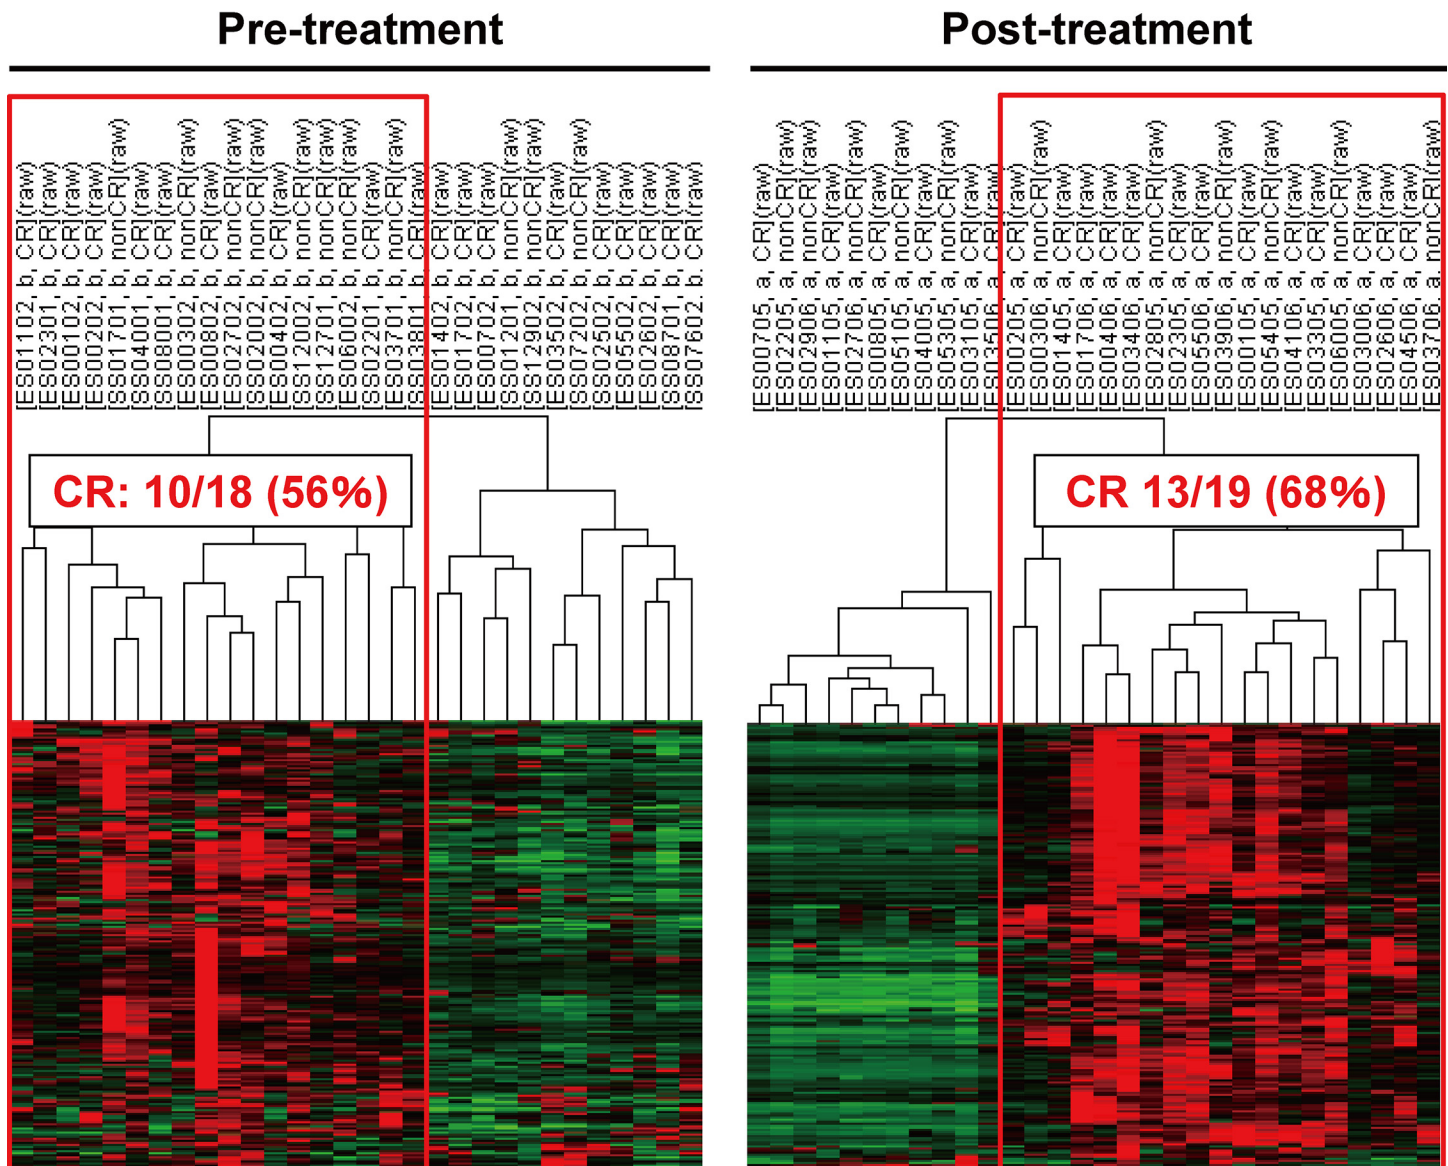 Pre-treatment
Post-treatment
[ES01102, b, CR](raw)
[ES02301, b, CR](raw)
[ES00102, b, CR](raw)
[ES00202, b, CR](raw)
[SS01701, b, nonCR](raw)
[SS04001, b, CR](raw)
[SS08001, b, CR](raw)
[ES00302, b, nonCR](raw)
[ES00802, b, CR](raw)
[ES02702, b, nonCR](raw)
[SS02002, b, nonCR](raw)
[ES00402, b, CR](raw)
[SS12002, b, nonCR](raw)
[SS12701, b, nonCR](raw)
[ES06002, b, nonCR](raw)
[SS02201, b, CR](raw)
[ES03701, b, nonCR](raw)
[SS03801, b, CR](raw)
[ES01402, b, CR](raw)
[ES01702, b, CR](raw)
[ES00702, b, CR](raw)
[SS01201, b, nonCR](raw)
[SS12902, b, nonCR](raw)
[ES03502, b, CR](raw)
[SS07202, b, nonCR](raw)
[SS02502, b, CR](raw)
[ES05502, b, CR](raw)
[ES02602, b, CR](raw)
[SS08701, b, CR](raw)
[SS07602, b, CR](raw)
[ES00705, a, CR](raw)
[ES02205, a, nonCR](raw)
[ES02906, a, nonCR](raw)
[ES01105, a, CR](raw)
[ES02706, a, nonCR](raw)
[ES00805, a, CR](raw)
[ES05105, a, nonCR](raw)
[ES04005, a, CR](raw)
[ES05305, a, nonCR](raw)
[ES03105, a, CR](raw)
[ES03506, a, CR](raw)
[ES00205, a, CR](raw)
[ES00306, a, nonCR](raw)
[ES01405, a, CR](raw)
[ES01706, a, CR](raw)
[ES00406, a, CR](raw)
[ES03406, a, CR](raw)
[ES02805, a, nonCR](raw)
[ES02305, a, CR](raw)
[ES05506, a, CR](raw)
[ES03906, a, nonCR](raw)
[ES00105, a, CR](raw)
[ES05406, a, nonCR](raw)
[ES04106, a, CR](raw)
[ES03305, a, CR](raw)
[ES06005, a, nonCR](raw)
[ES03006, a, CR](raw)
[ES02606, a, CR](raw)
[ES04506, a, CR](raw)
[ES03706, a, nonCR](raw)
CR: 10/18 (56%)
CR 13/19 (68%)